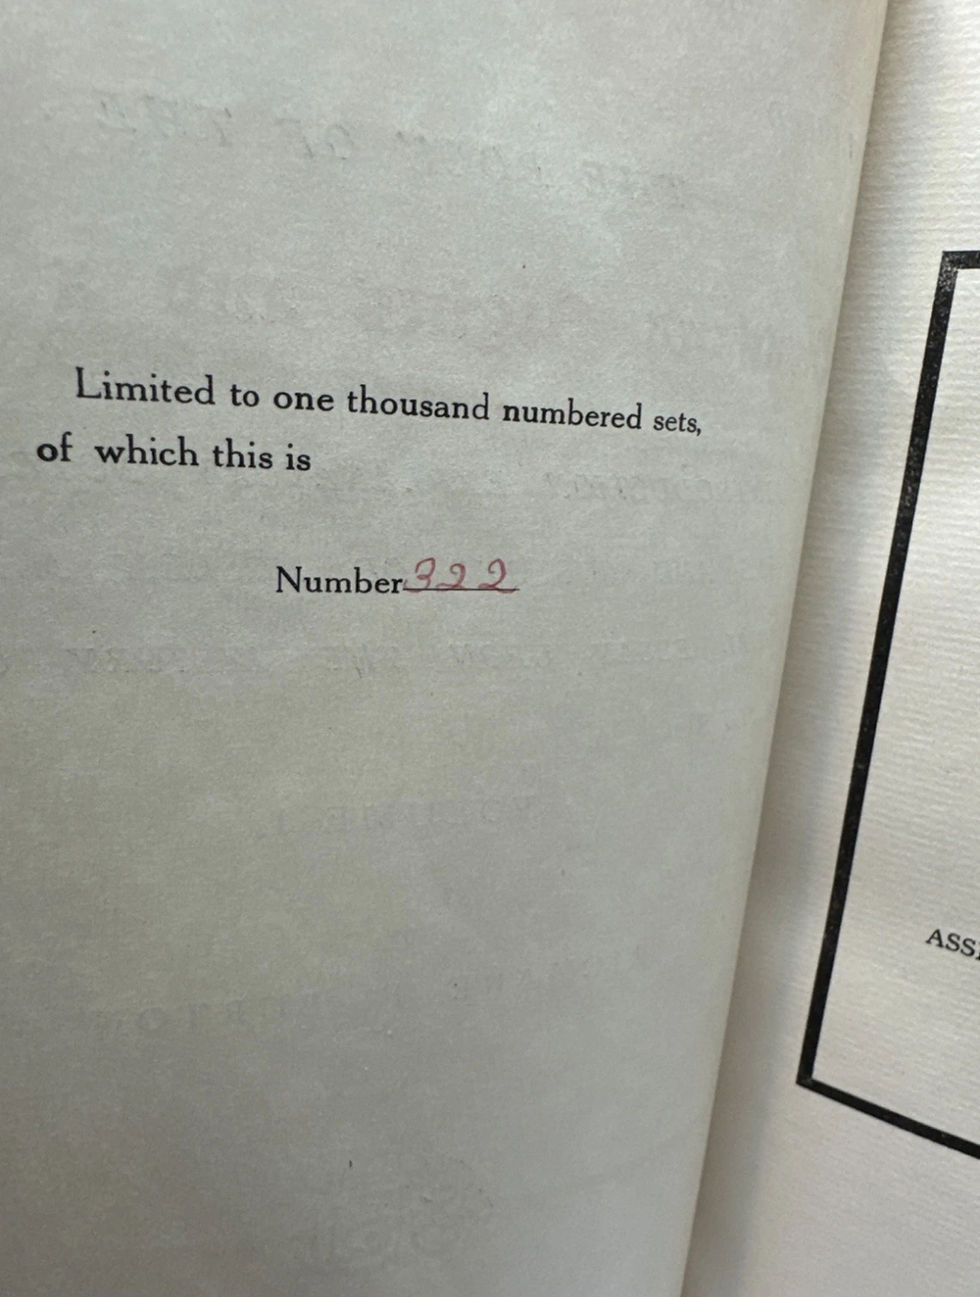 Limited to one thousand numbered sets,
of which this is
Number 322